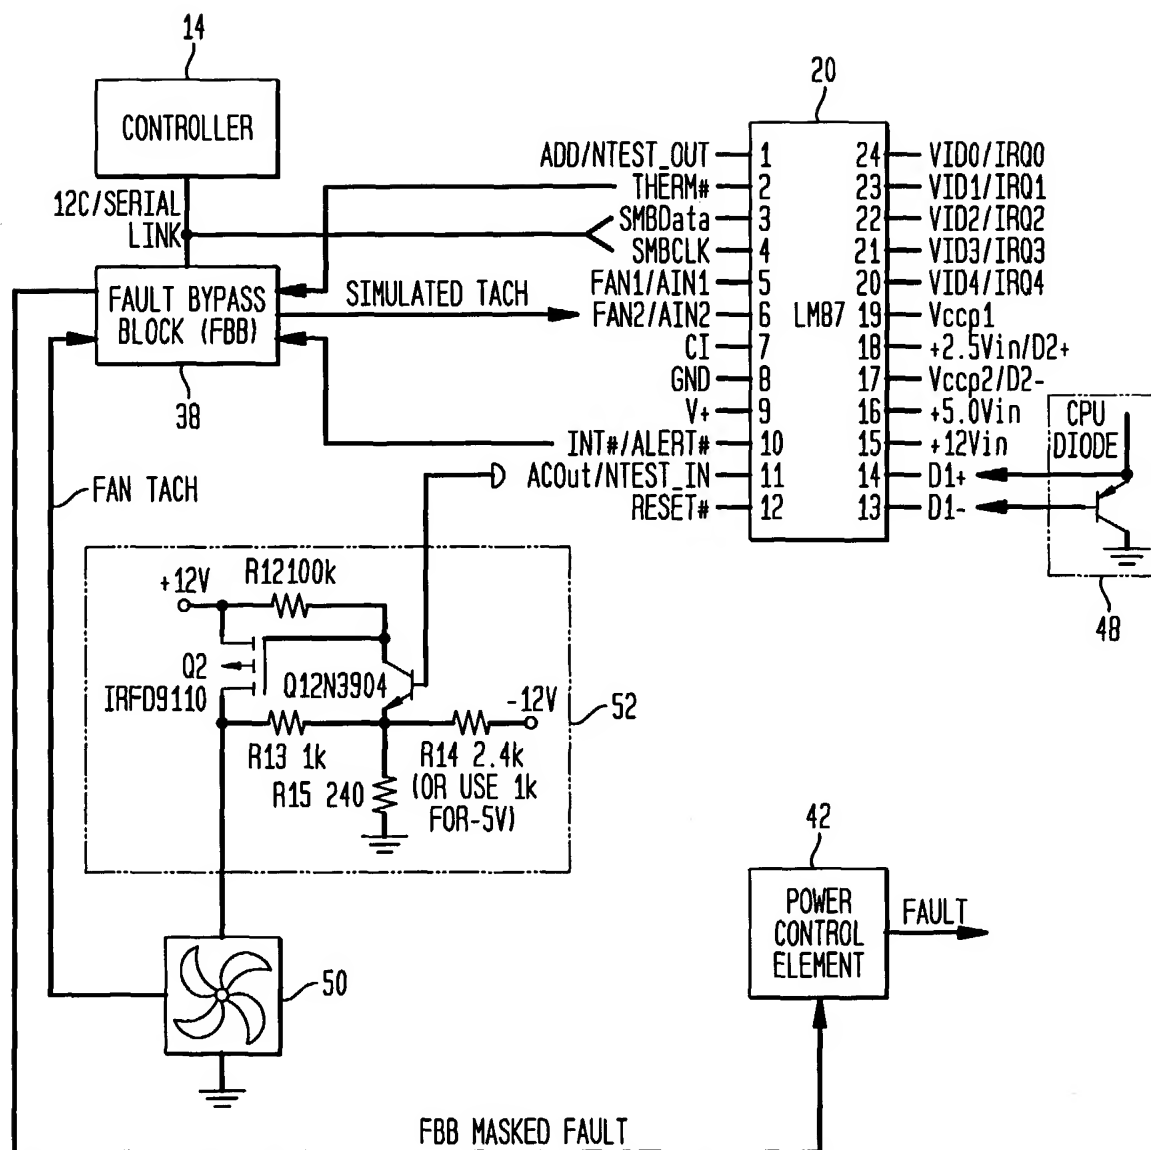 14
CONTROLLER
12C/SERIAL
LINK
FAULT BYPASS
BLOCK (FBB)
38
SIMULATED TACH
FAN TACH
20
LM87
ADD/NTEST_OUT 1
THERM# 2
SMBData 3
SMBCLK 4
FAN1/AIN1 5
FAN2/AIN2 6
CI 7
GND 8
V+ 9
INT#/ALERT# 10
ACOut/NTEST_IN 11
RESET# 12
24 VID0/IRQ0
23 VID1/IRQ1
22 VID2/IRQ2
21 VID3/IRQ3
20 VID4/IRQ4
19 Vccp1
18 +2.5Vin/D2+
17 Vccp2/D2-
16 +5.0Vin
15 +12Vin
14 D1+
13 D1-
CPU
DIODE
48
+12V
R12100k
Q2
IRFD9110
Q12N3904
-12V
52
R13 1k
R14 2.4k
(OR USE 1k
FOR-5V)
R15 240
50
42
POWER
CONTROL
ELEMENT
FAULT
FBB MASKED FAULT